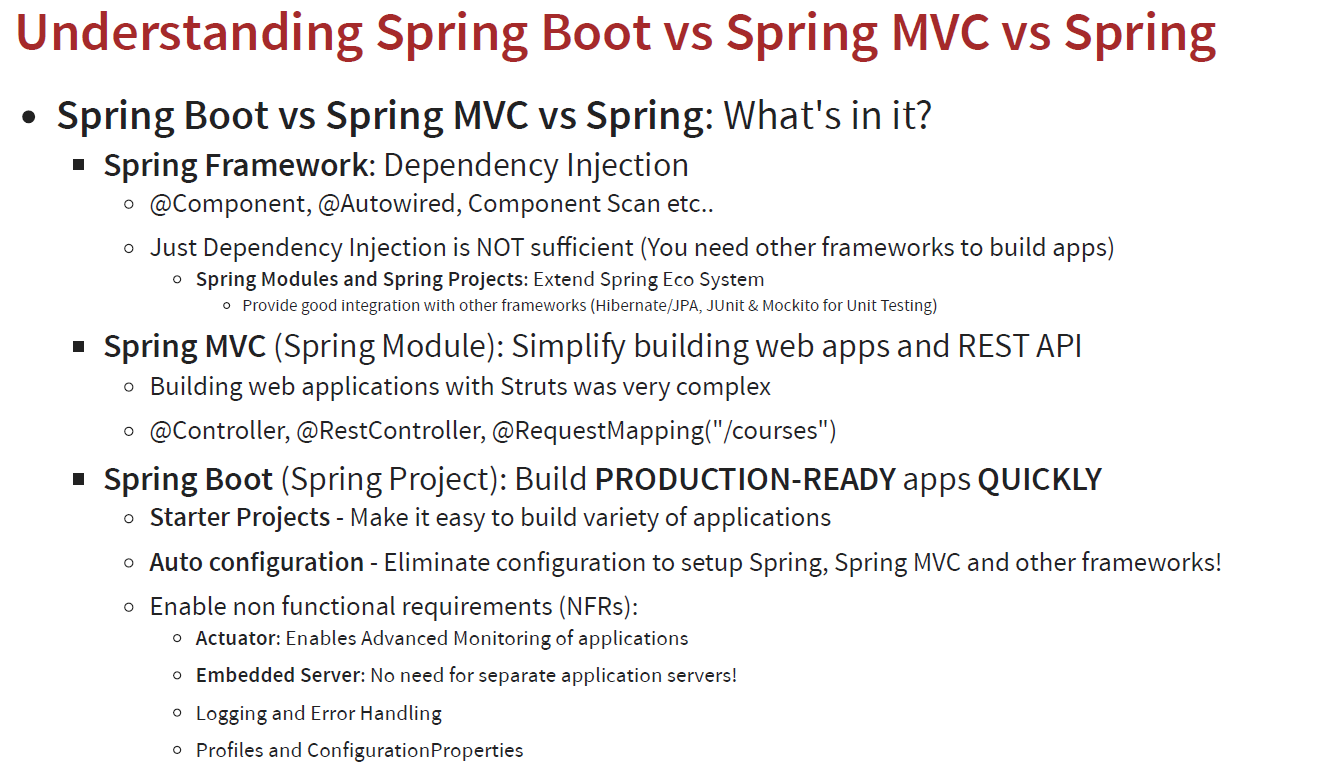 Understanding Spring Boot vs Spring MVC vs Spring
Spring Boot vs Spring MVC vs Spring: What's in it?
Spring Framework: Dependency Injection
@Component, @Autowired, Component Scan etc..
Just Dependency Injection is NOT sufficient (You need other frameworks to build apps)
Spring Modules and Spring Projects: Extend Spring Eco System
Provide good integration with other frameworks (Hibernate/JPA, JUnit & Mockito for Unit Testing)
Spring MVC (Spring Module): Simplify building web apps and REST API
Building web applications with Struts was very complex
@Controller, @RestController, @RequestMapping("/courses")
Spring Boot (Spring Project): Build PRODUCTION-READY apps QUICKLY
Starter Projects - Make it easy to build variety of applications
Auto configuration - Eliminate configuration to setup Spring, Spring MVC and other frameworks!
Enable non functional requirements (NFRs):
Actuator: Enables Advanced Monitoring of applications
Embedded Server: No need for separate application servers!
Logging and Error Handling
Profiles and ConfigurationProperties